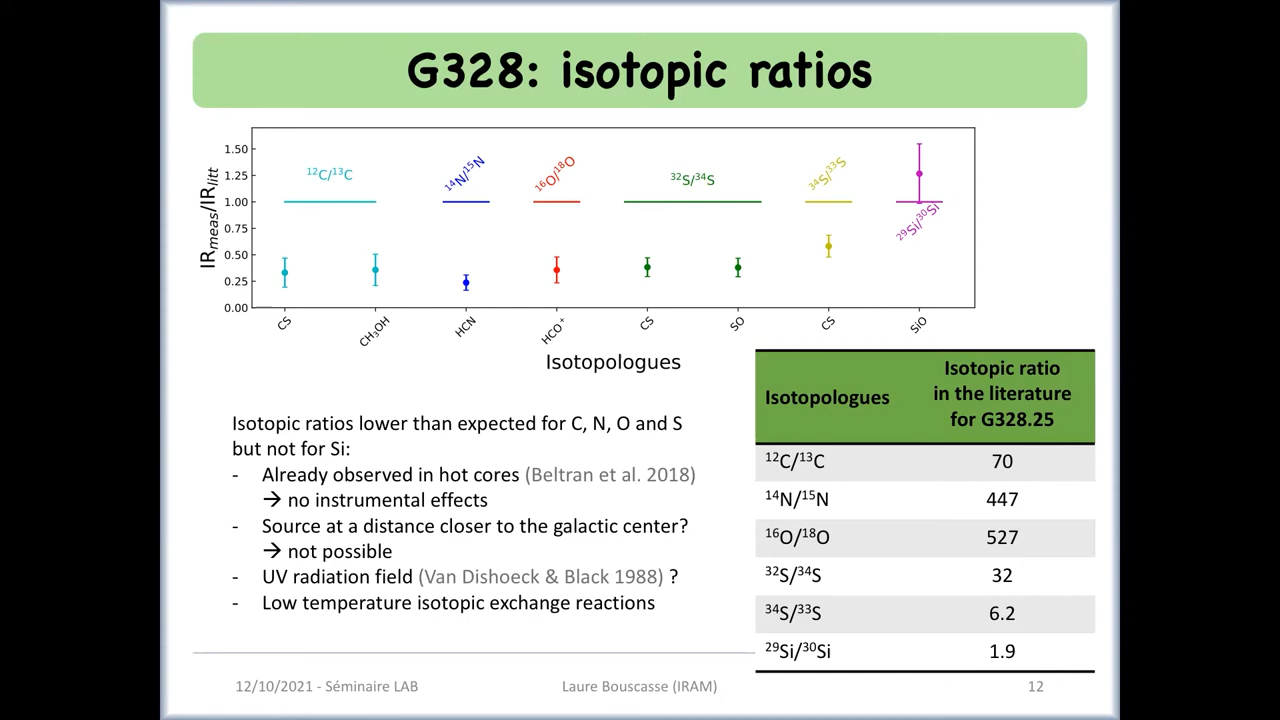 G328: isotopic ratios
IR_meas/IR_litt
1.50
1.25
1.00
0.75
0.50
0.25
0.00
¹²C/¹³C
¹⁴N/¹⁵N
¹⁶O/¹⁸O
³²S/³⁴S
³⁴S/³³S
²⁹Si/³⁰Si
CS
CH₃OH
HCN
HCO⁺
CS
SO
CS
SiO
Isotopologues
Isotopic ratios lower than expected for C, N, O and S
but not for Si:
- Already observed in hot cores (Beltran et al. 2018)
→ no instrumental effects
- Source at a distance closer to the galactic center?
→ not possible
- UV radiation field (Van Dishoeck & Black 1988) ?
- Low temperature isotopic exchange reactions
Isotopologues
Isotopic ratio
in the literature
for G328.25
¹²C/¹³C 70
¹⁴N/¹⁵N 447
¹⁶O/¹⁸O 527
³²S/³⁴S 32
³⁴S/³³S 6.2
²⁹Si/³⁰Si 1.9
12/10/2021 - Séminaire LAB
Laure Bouscasse (IRAM)
12